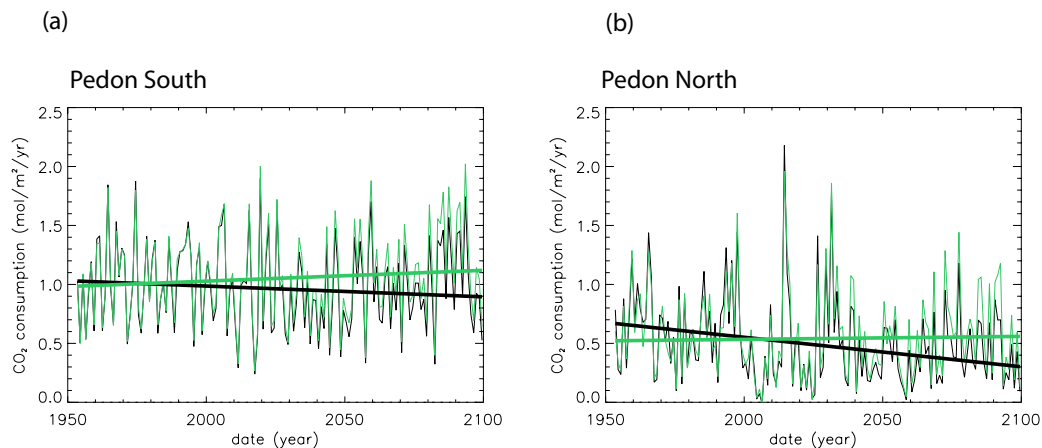 (a)
Pedon South
CO₂ consumption (mol/m²/yr)
2.5
2.0
1.5
1.0
0.5
0.0
1950 2000 2050 2100
date (year)
(b)
Pedon North
CO₂ consumption (mol/m²/yr)
2.5
2.0
1.5
1.0
0.5
0.0
1950 2000 2050 2100
date (year)